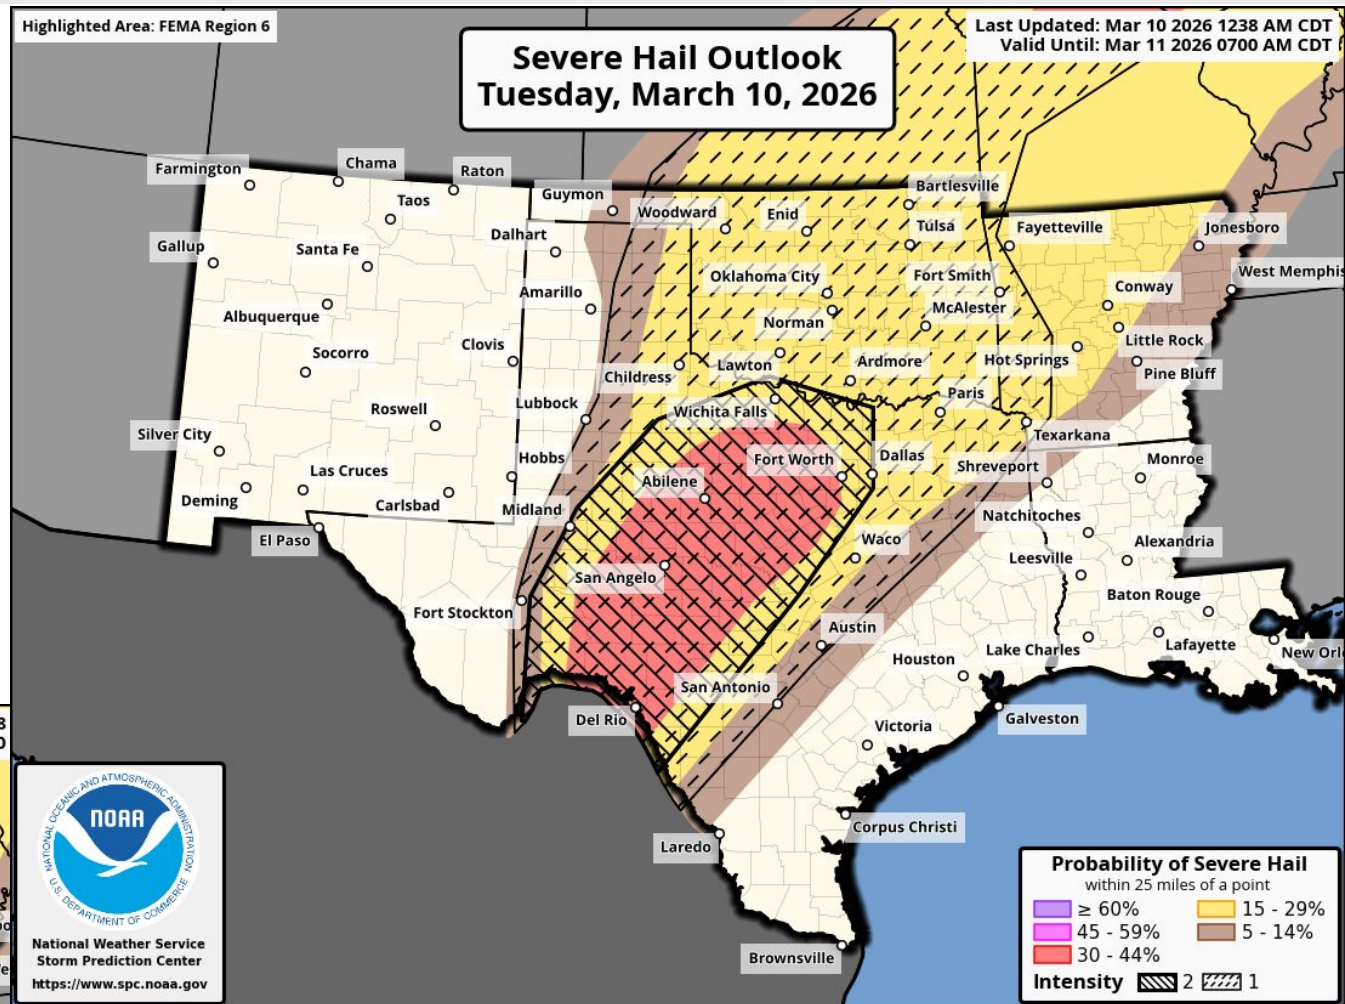 Highlighted Area: FEMA Region 6
Severe Hail Outlook
Tuesday, March 10, 2026
Last Updated: Mar 10 2026 1238 AM CDT
Valid Until: Mar 11 2026 0700 AM CDT
Farmington
Chama
Raton
Guymon
Taos
Woodward
Enid
Bartlesville
Gallup
Santa Fe
Dalhart
Tulsa
Fayetteville
Jonesboro
Albuquerque
Amarillo
Oklahoma City
Fort Smith
Conway
West Memphis
Socorro
Clovis
Norman
McAlester
Little Rock
Childress
Lawton
Ardmore
Hot Springs
Pine Bluff
Roswell
Lubbock
Wichita Falls
Paris
Texarkana
Silver City
Las Cruces
Hobbs
Abilene
Fort Worth
Dallas
Shreveport
Monroe
Deming
Carlsbad
Midland
Natchitoches
El Paso
Waco
Leesville
Alexandria
San Angelo
Baton Rouge
Fort Stockton
Austin
Houston
Lake Charles
Lafayette
San Antonio
Del Rio
Victoria
Galveston
Laredo
Corpus Christi
Brownsville
8
0
NATIONAL OCEANIC AND ATMOSPHERIC ADMINISTRATION
NOAA
U.S. DEPARTMENT OF COMMERCE
National Weather Service
Storm Prediction Center
https://www.spc.noaa.gov
Probability of Severe Hail
within 25 miles of a point
≥ 60%
15 - 29%
45 - 59%
5 - 14%
30 - 44%
Intensity 2 1